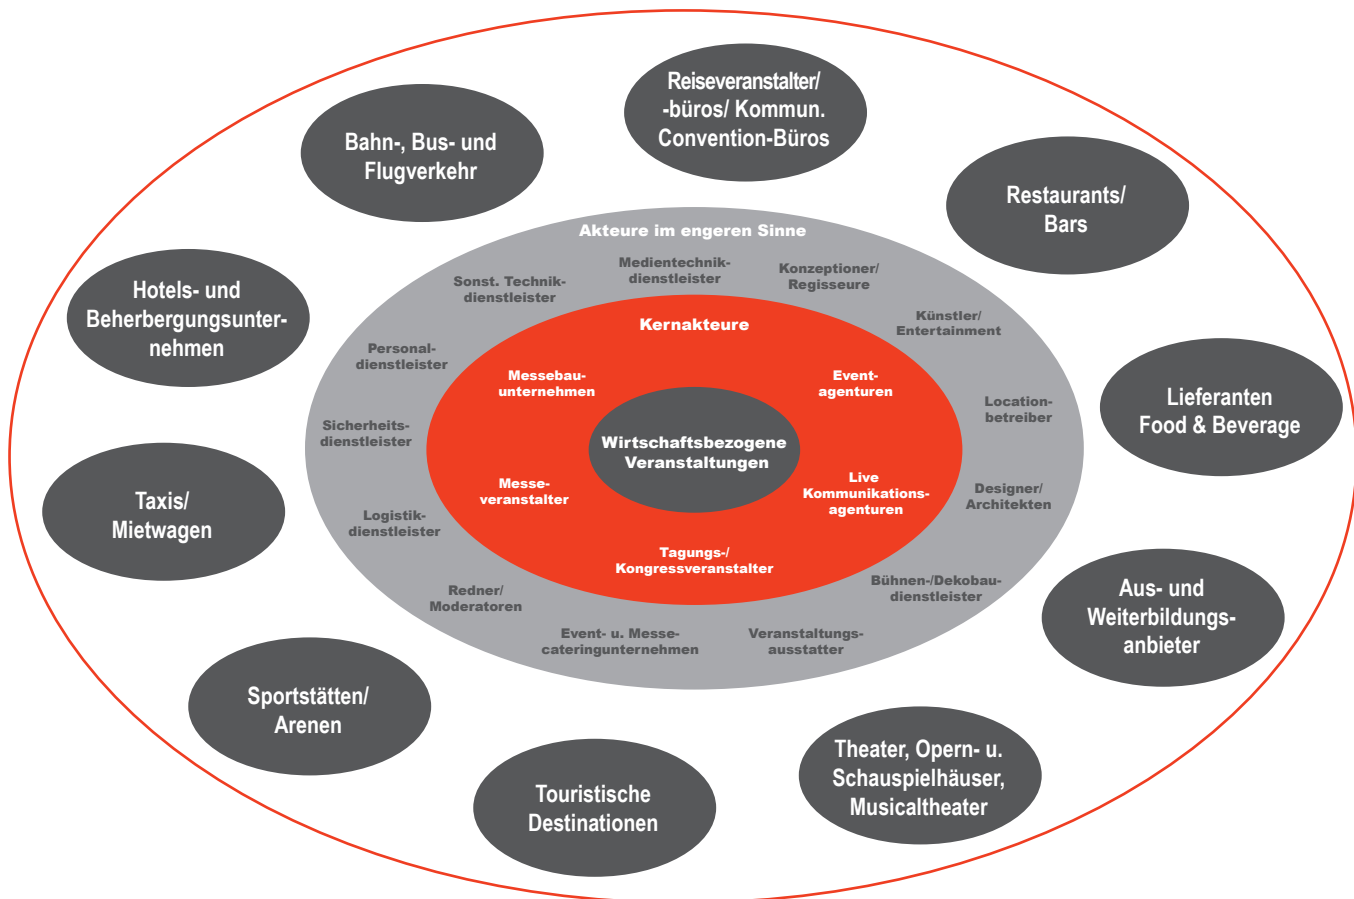 Reiseveranstalter/
-büros/ Kommun.
Convention-Büros
Bahn-, Bus- und
Flugverkehr
Restaurants/
Bars
Hotels- und
Beherbergungsunter-
nehmen
Lieferanten
Food & Beverage
Taxis/
Mietwagen
Aus- und
Weiterbildungs-
anbieter
Sportstätten/
Arenen
Touristische
Destinationen
Theater, Opern- u.
Schauspielhäuser,
Musicaltheater
Akteure im engeren Sinne
Medientechnik-
dienstleister
Konzeptioner/
Regisseure
Sonst. Technik-
dienstleister
Künstler/
Entertainment
Personal-
dienstleister
Location-
betreiber
Sicherheits-
dienstleister
Designer/
Architekten
Logistik-
dienstleister
Bühnen-/Dekobau-
dienstleister
Redner/
Moderatoren
Event- u. Messe-
cateringunternehmen
Veranstaltungs-
ausstatter
Kernakteure
Messebau-
unternehmen
Event-
agenturen
Messe-
veranstalter
Live
Kommunikations-
agenturen
Tagungs-/
Kongressveranstalter
Wirtschaftsbezogene
Veranstaltungen